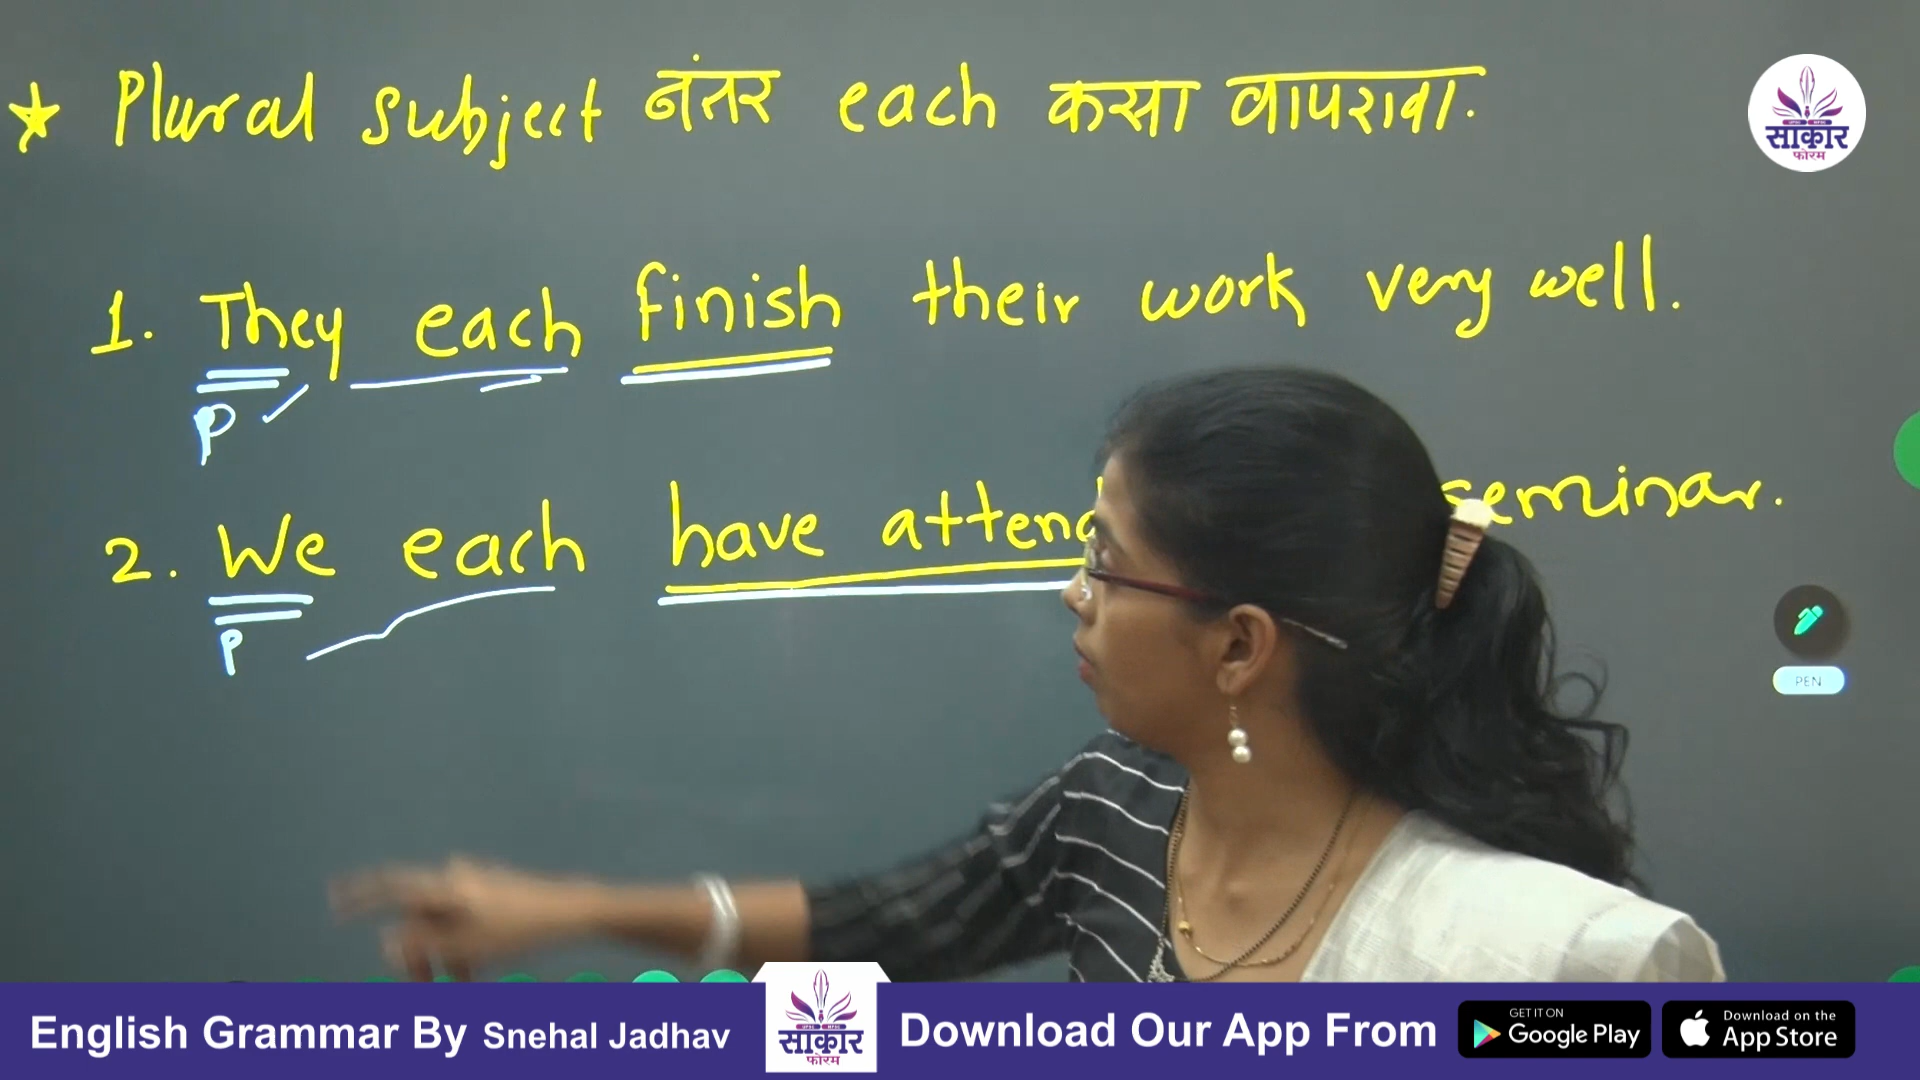 ★ Plural subject नंतर each कसा वापरावा.
1. They each finish their work very well.
P
2. We each have seminar.
P
साकार
फोरम
PEN
English Grammar By Snehal Jadhav
साकार
फोरम
Download Our App From
GET IT ON
Google Play
Download on the
App Store